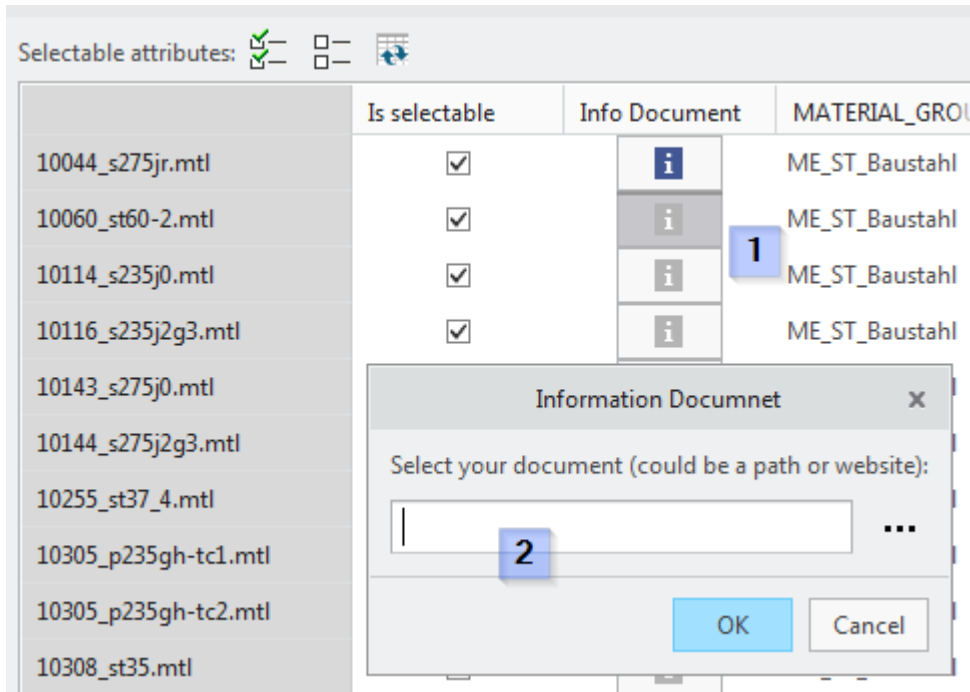 Selectable attributes:
Is selectable Info Document MATERIAL_GROU
10044_s275jr.mtl i ME_ST_Baustahl
10060_st60-2.mtl i ME_ST_Baustahl
1
10114_s235j0.mtl i ME_ST_Baustahl
10116_s235j2g3.mtl i ME_ST_Baustahl
10143_s275j0.mtl
10144_s275j2g3.mtl
10255_st37_4.mtl
10305_p235gh-tc1.mtl
10305_p235gh-tc2.mtl
10308_st35.mtl
Information Documnet x
Select your document (could be a path or website):
...
2
OK Cancel